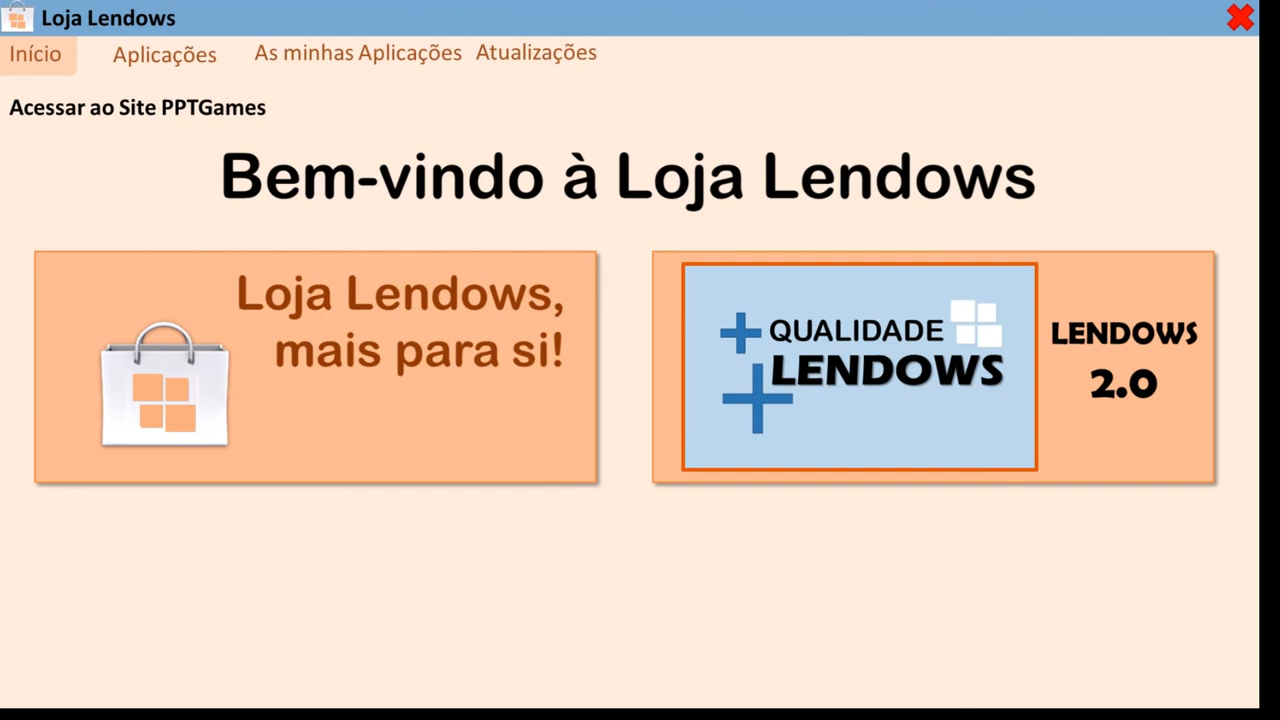 Loja Lendows
Início Aplicações As minhas Aplicações Atualizações
Acessar ao Site PPTGames
Bem-vindo à Loja Lendows
Loja Lendows,
mais para si!
QUALIDADE
LENDOWS
LENDOWS
2.0